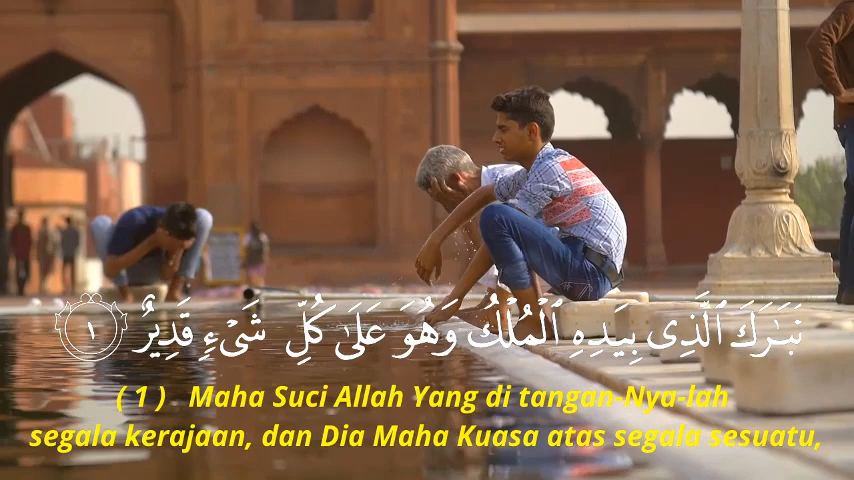 تَبَـٰرَكَ ٱلَّذِى بِيَدِهِ ٱلْمُلْكُ وَهُوَ عَلَىٰ كُلِّ شَىْءٍ قَدِيرٌ ١
( 1 ) Maha Suci Allah Yang di tangan-Nya-lah
segala kerajaan, dan Dia Maha Kuasa atas segala sesuatu,